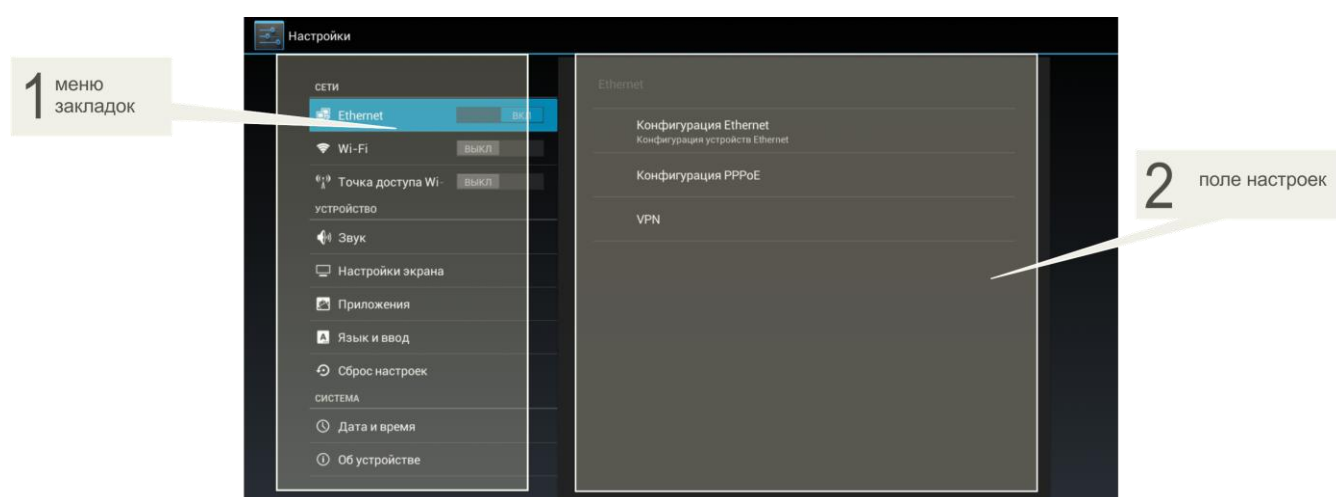 Настройки
1 меню
закладок
СЕТИ
Ethernet ВКЛ
Wi-Fi ВЫКЛ
Точка доступа Wi- ВЫКЛ
УСТРОЙСТВО
Звук
Настройки экрана
Приложения
Язык и ввод
Сброс настроек
СИСТЕМА
Дата и время
Об устройстве
Ethernet
Конфигурация Ethernet
Конфигурация устройств Ethernet
Конфигурация PPPoE
VPN
2 поле настроек